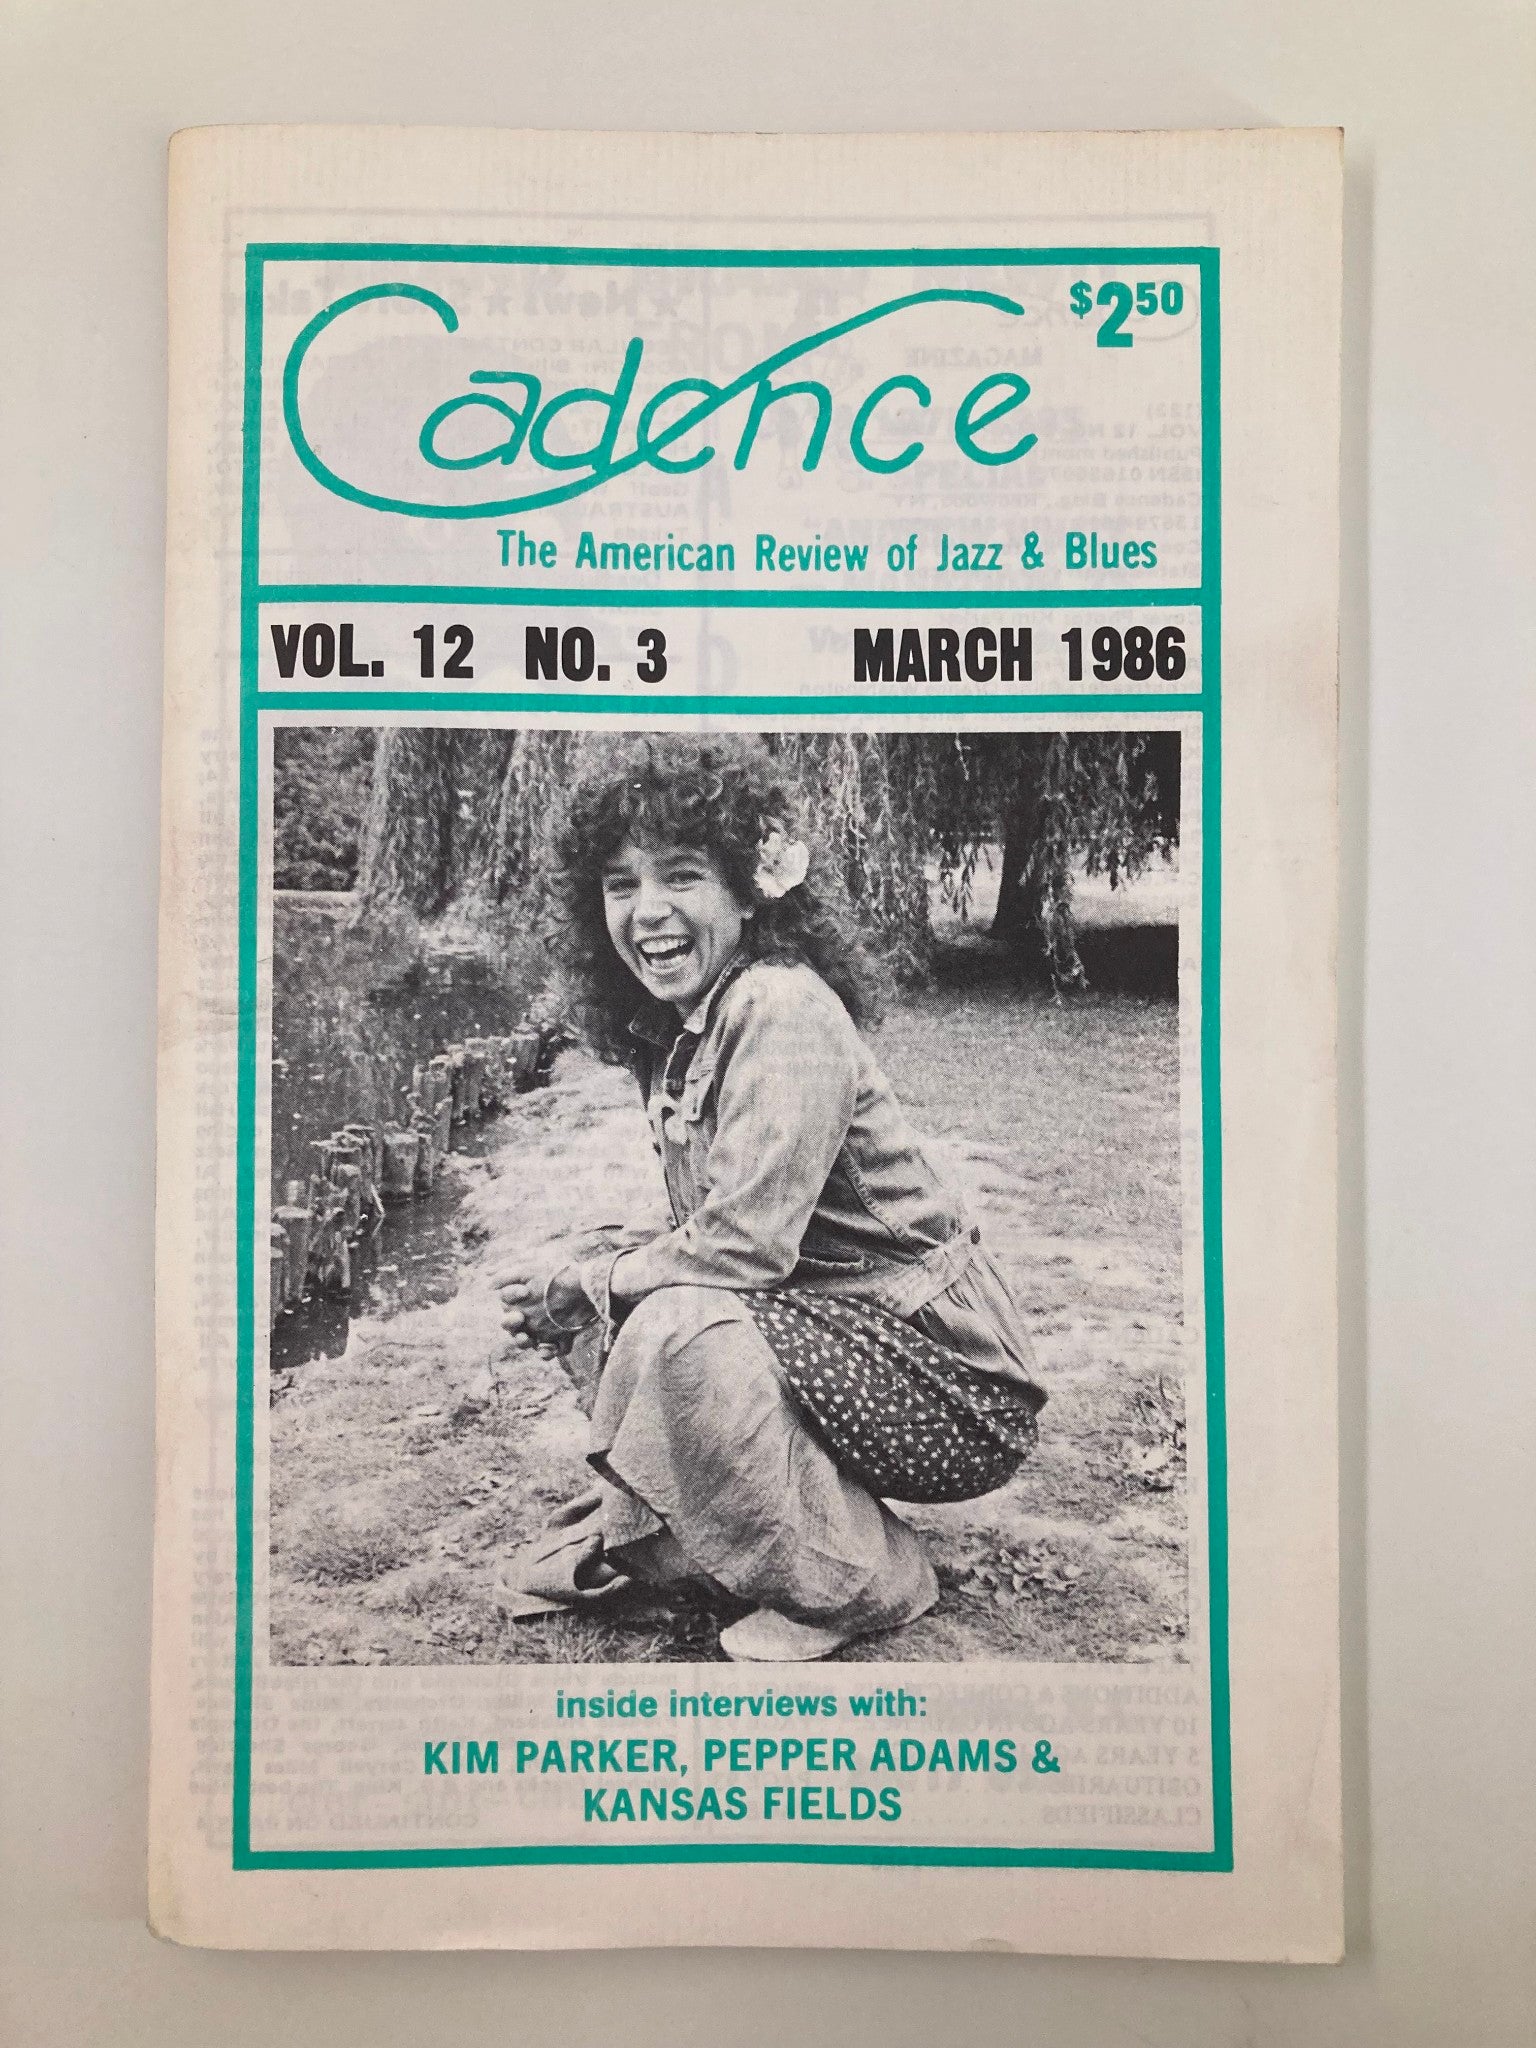 Cadence
$2.50
The American Review of Jazz & Blues
VOL. 12 NO. 3 MARCH 1986
inside interviews with:
KIM PARKER, PEPPER ADAMS &
KANSAS FIELDS